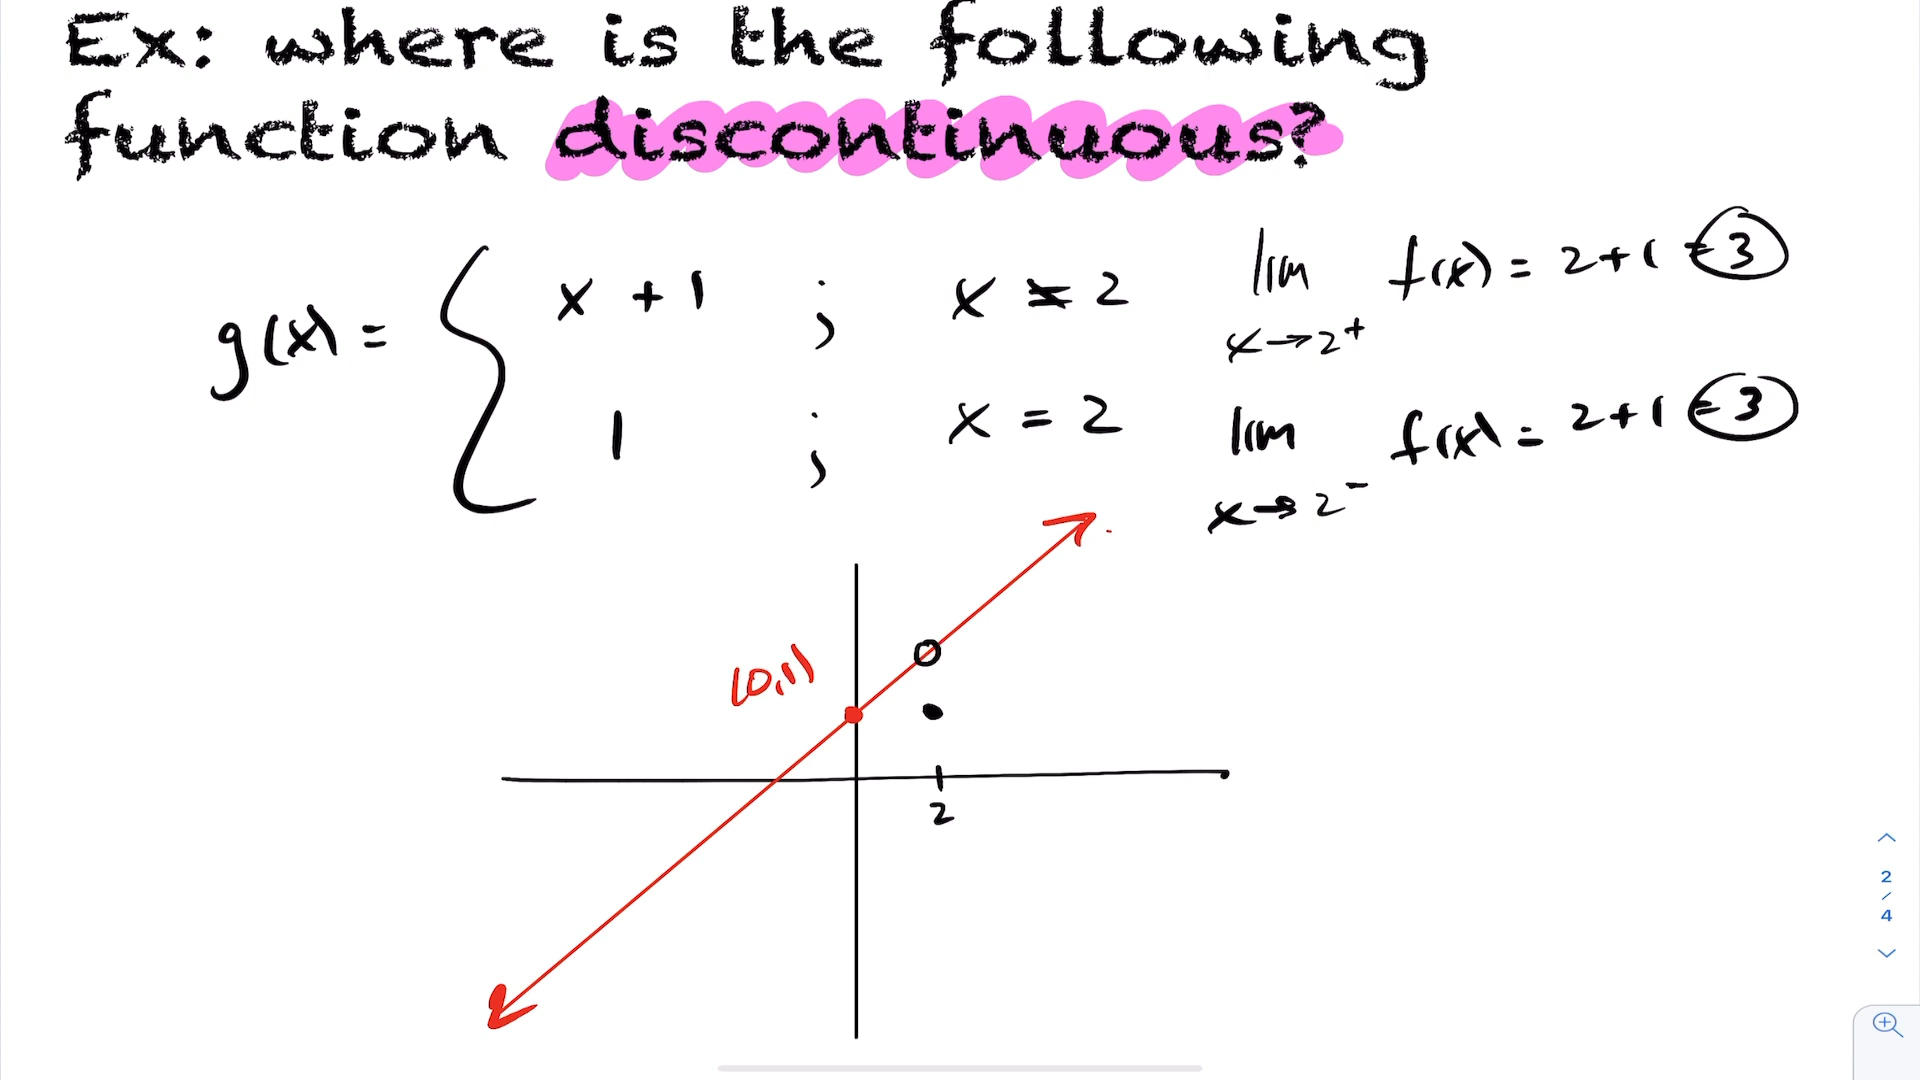 Ex: where is the following
function discontinuous?
g(x) = { x + 1 ; x ≠ 2
1 ; x = 2
lim x→2⁺ f(x) = 2+1 = 3
lim x→2⁻ f(x) = 2+1 = 3
(0,1)
2
2
/
4